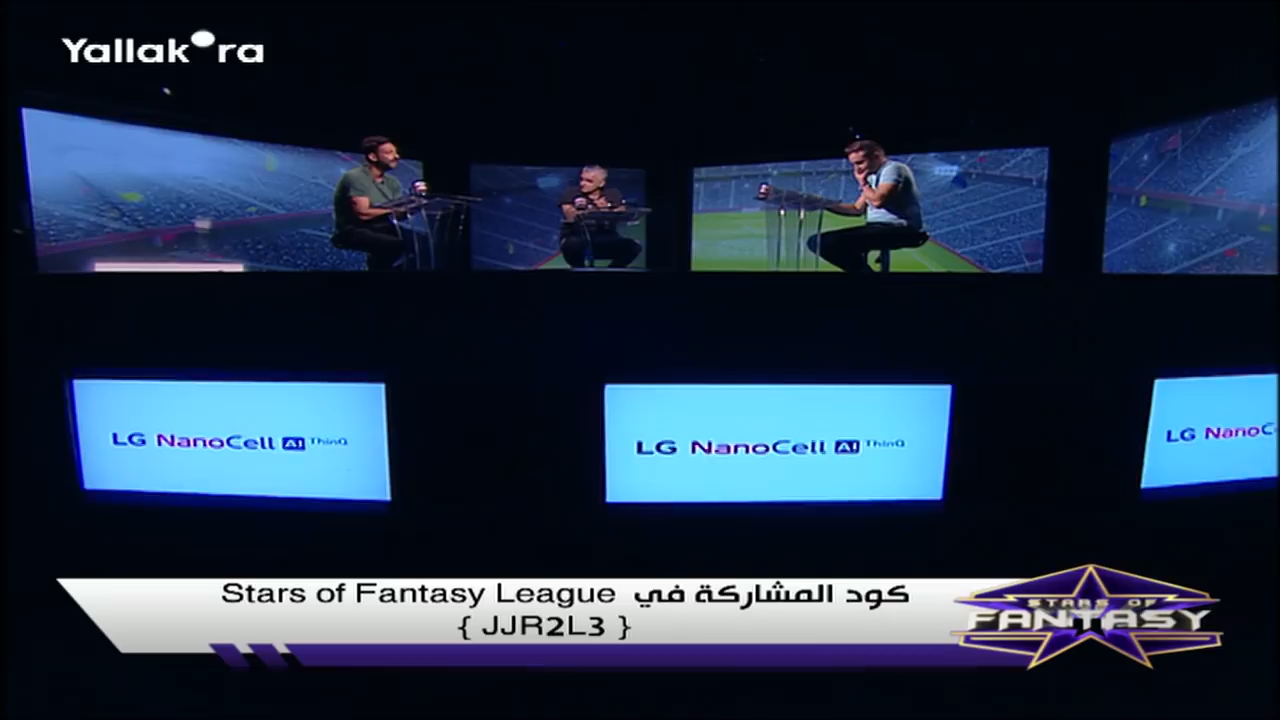 Yallakora
LG NanoCell AI ThinQ
LG NanoCell AI ThinQ
LG NanoC
كود المشاركة في Stars of Fantasy League
{ JJR2L3 }
STARS OF
FANTASY